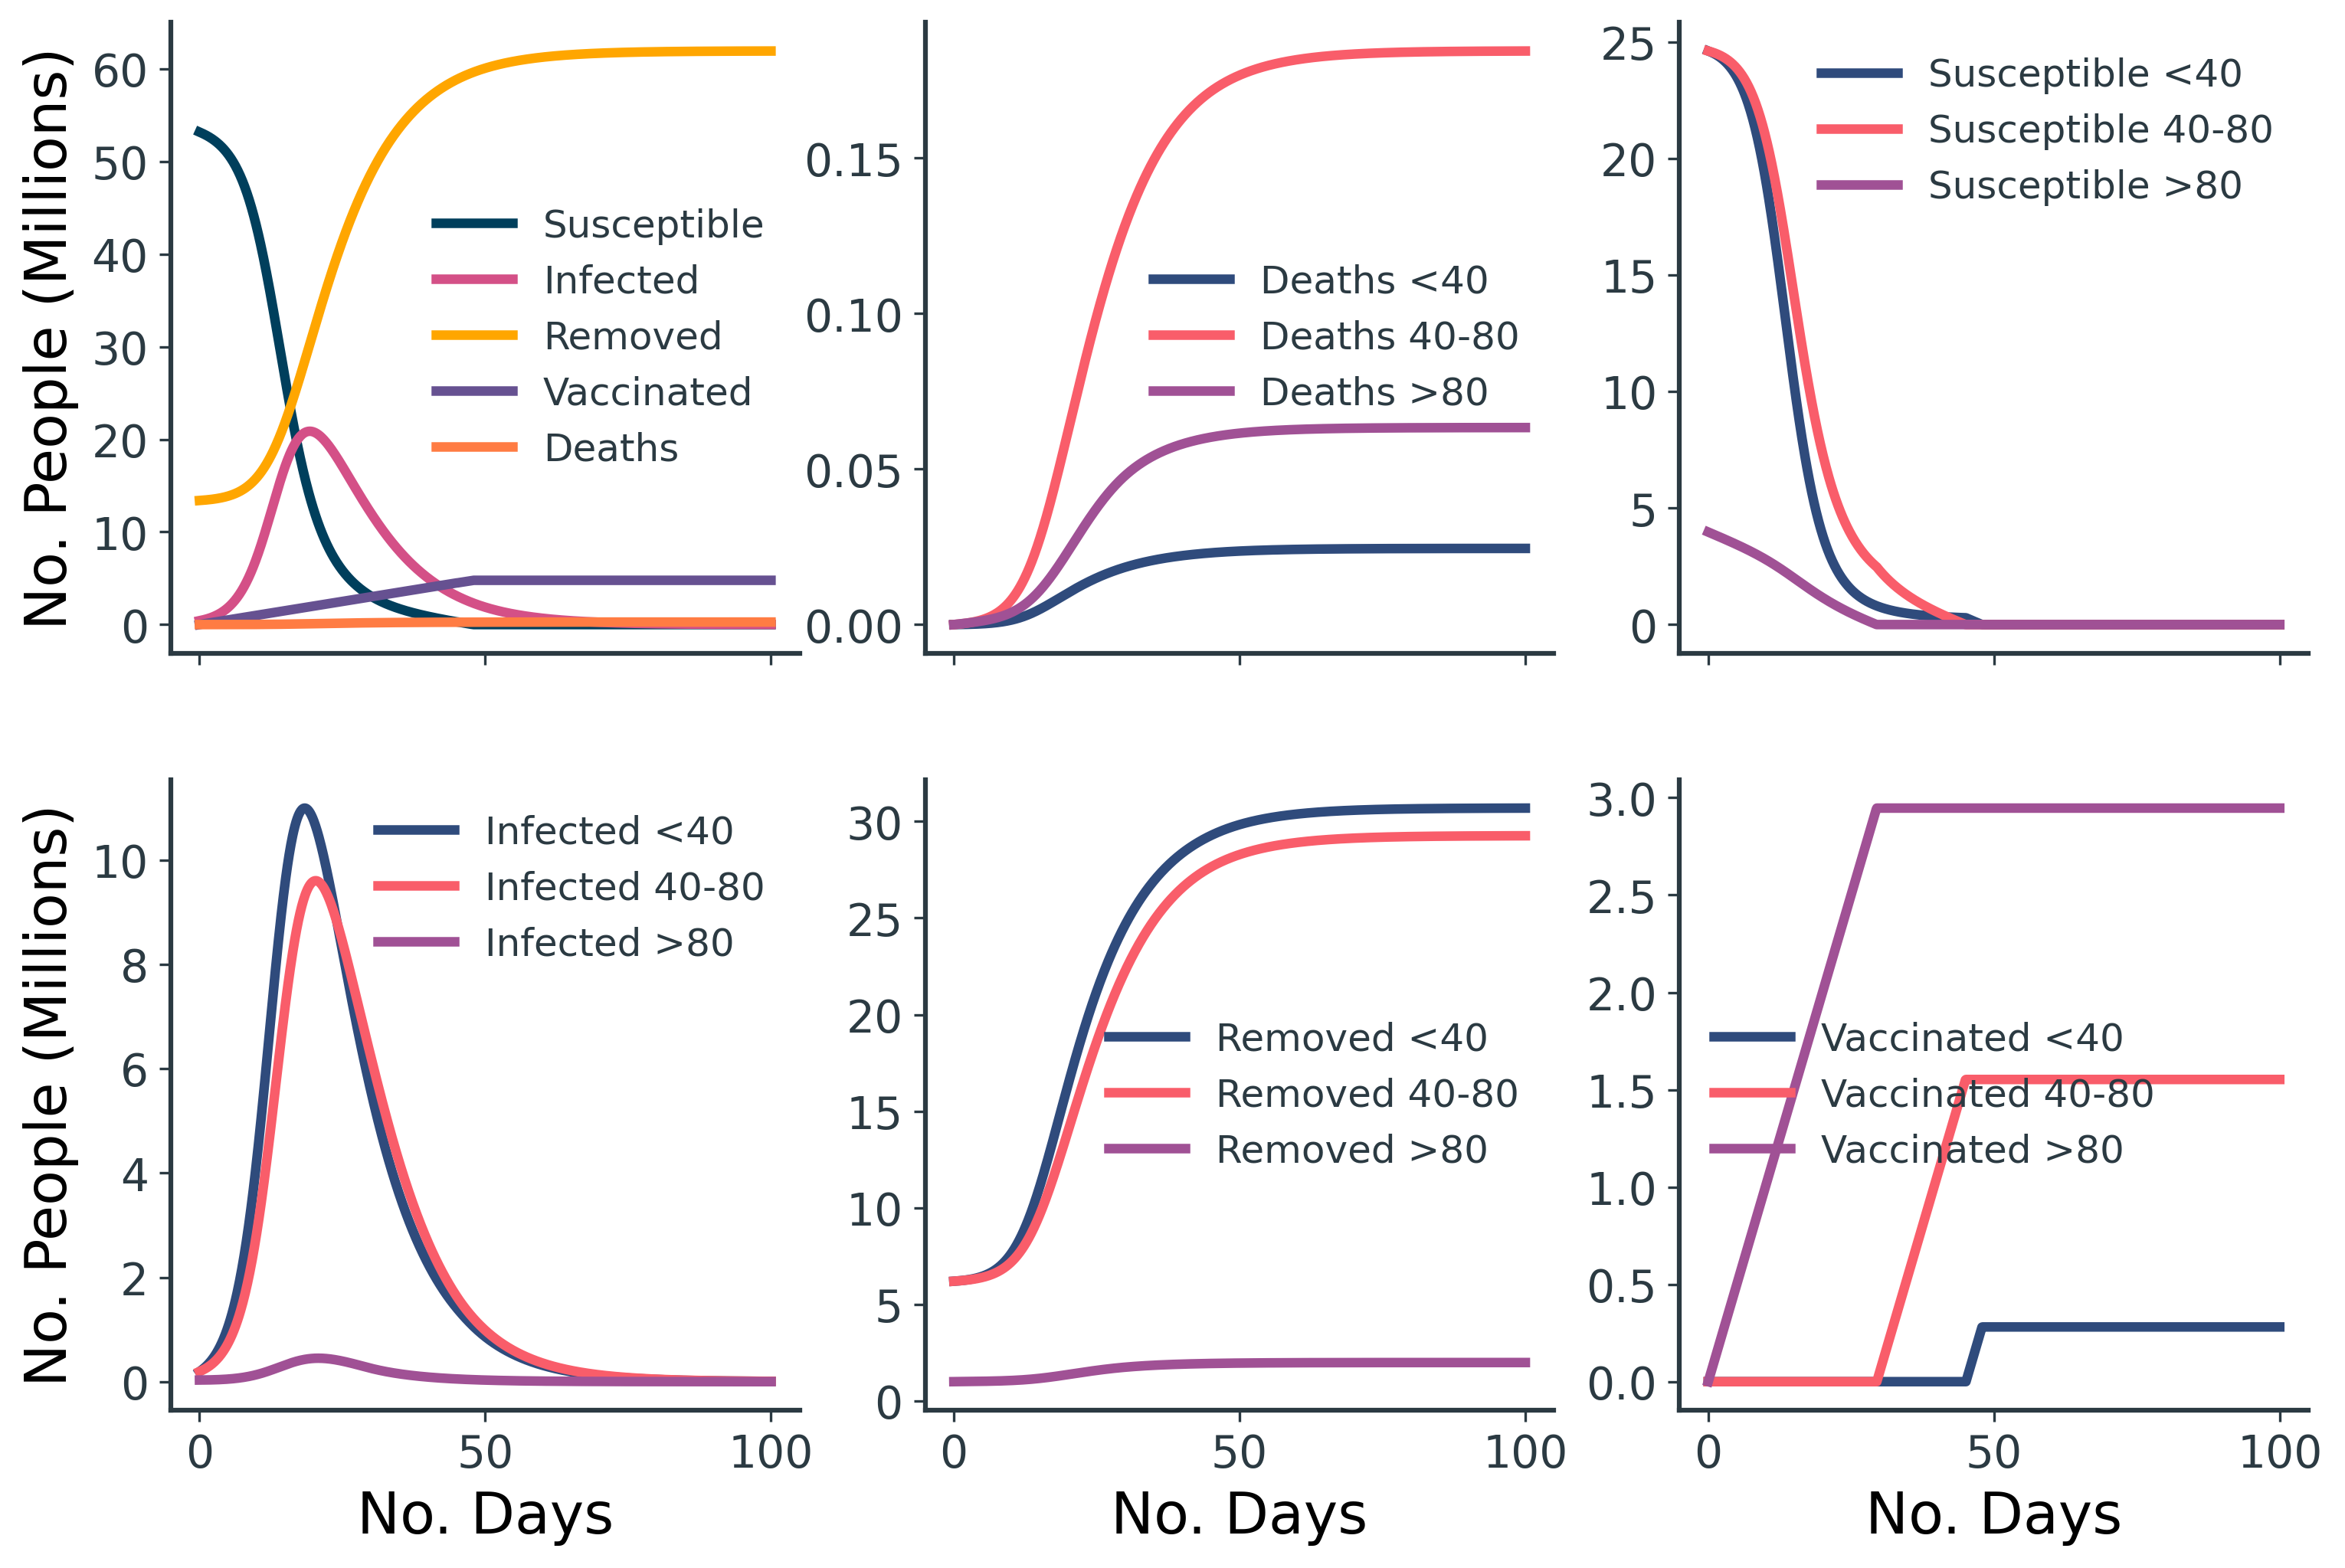 No. People (Millions)
60
50
40
30
20
10
0
Susceptible
Infected
Removed
Vaccinated
Deaths
0.15
0.10
0.05
0.00
Deaths <40
Deaths 40-80
Deaths >80
25
20
15
10
5
0
Susceptible <40
Susceptible 40-80
Susceptible >80
No. People (Millions)
10
8
6
4
2
0
Infected <40
Infected 40-80
Infected >80
0
50
100
No. Days
30
25
20
15
10
5
0
Removed <40
Removed 40-80
Removed >80
0
50
100
No. Days
3.0
2.5
2.0
1.5
1.0
0.5
0.0
Vaccinated <40
Vaccinated 40-80
Vaccinated >80
0
50
100
No. Days